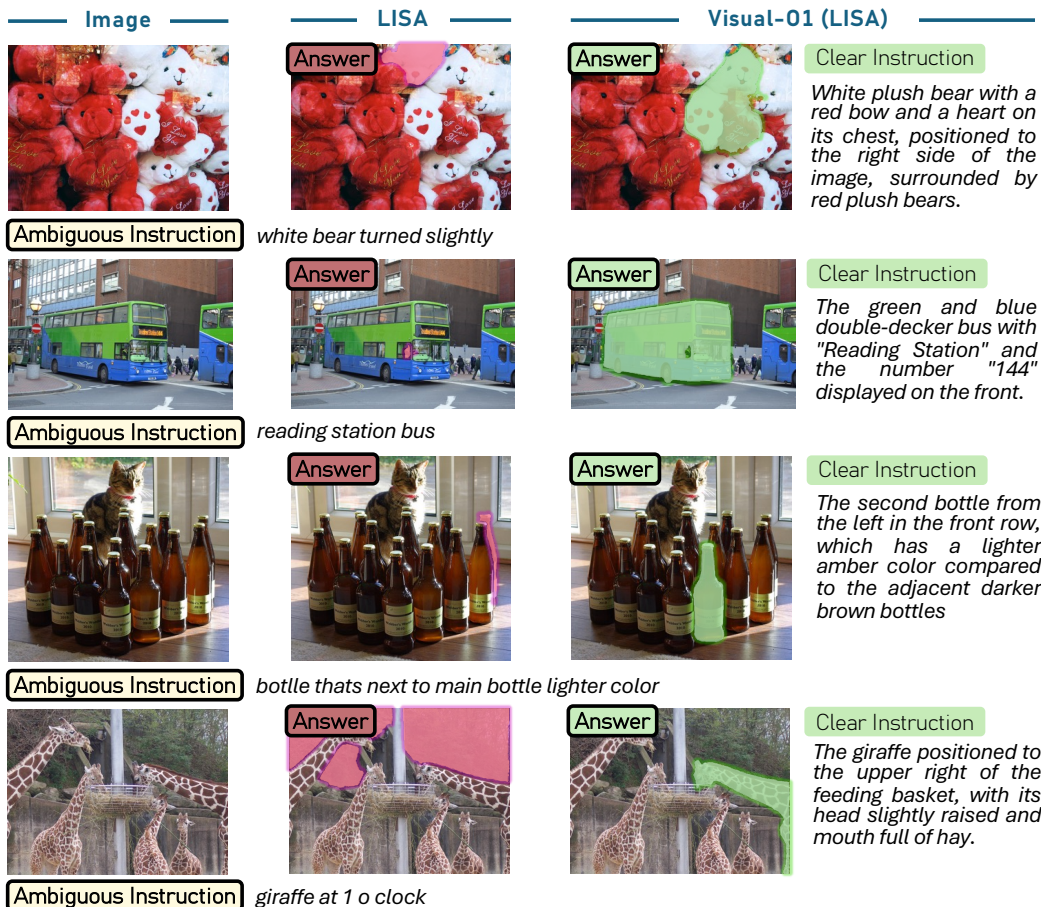 Image
LISA
Visual-O1 (LISA)
Answer
Answer
Clear Instruction
White plush bear with a
red bow and a heart on
its chest, positioned to
the right side of the
image, surrounded by
red plush bears.
Ambiguous Instruction
white bear turned slightly
Answer
Answer
Clear Instruction
The green and blue
double-decker bus with
"Reading Station" and
the number "144"
displayed on the front.
Ambiguous Instruction
reading station bus
Answer
Answer
Clear Instruction
The second bottle from
the left in the front row,
which has a lighter
amber color compared
to the adjacent darker
brown bottles
Ambiguous Instruction
botlle thats next to main bottle lighter color
Answer
Answer
Clear Instruction
The giraffe positioned to
the upper right of the
feeding basket, with its
head slightly raised and
mouth full of hay.
Ambiguous Instruction
giraffe at 1 o clock